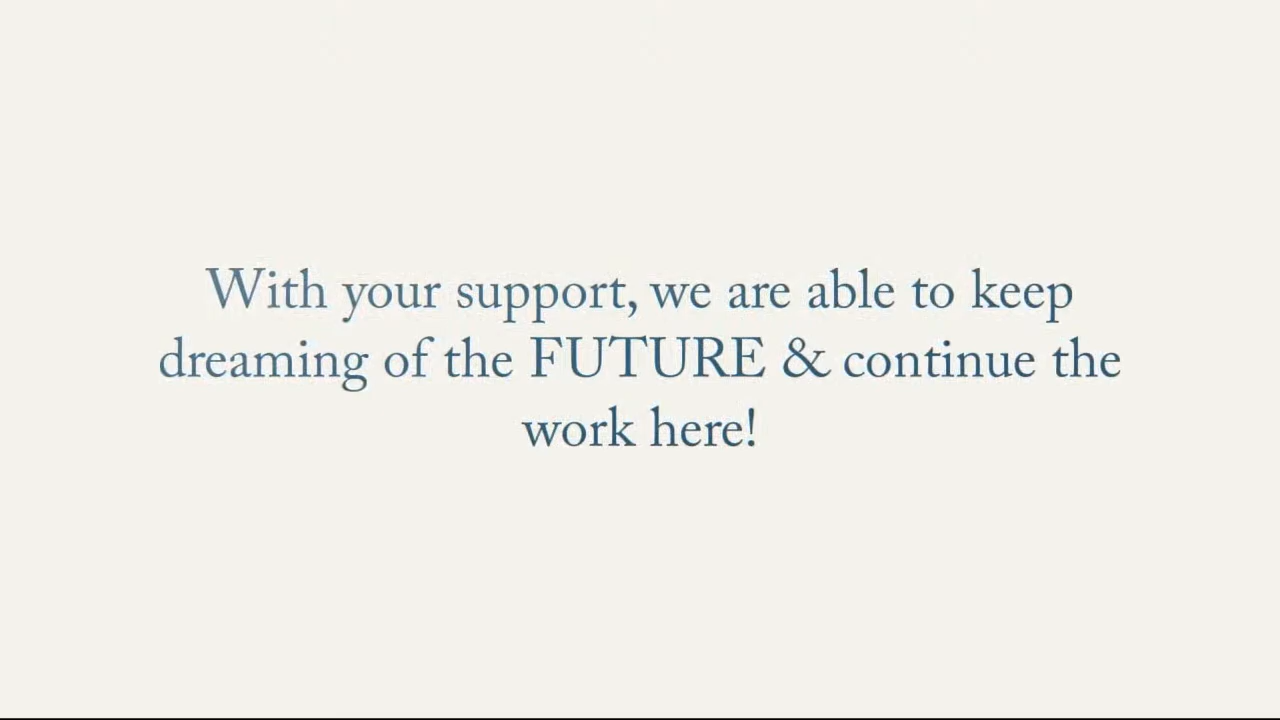 With your support, we are able to keep
dreaming of the FUTURE & continue the
work here!